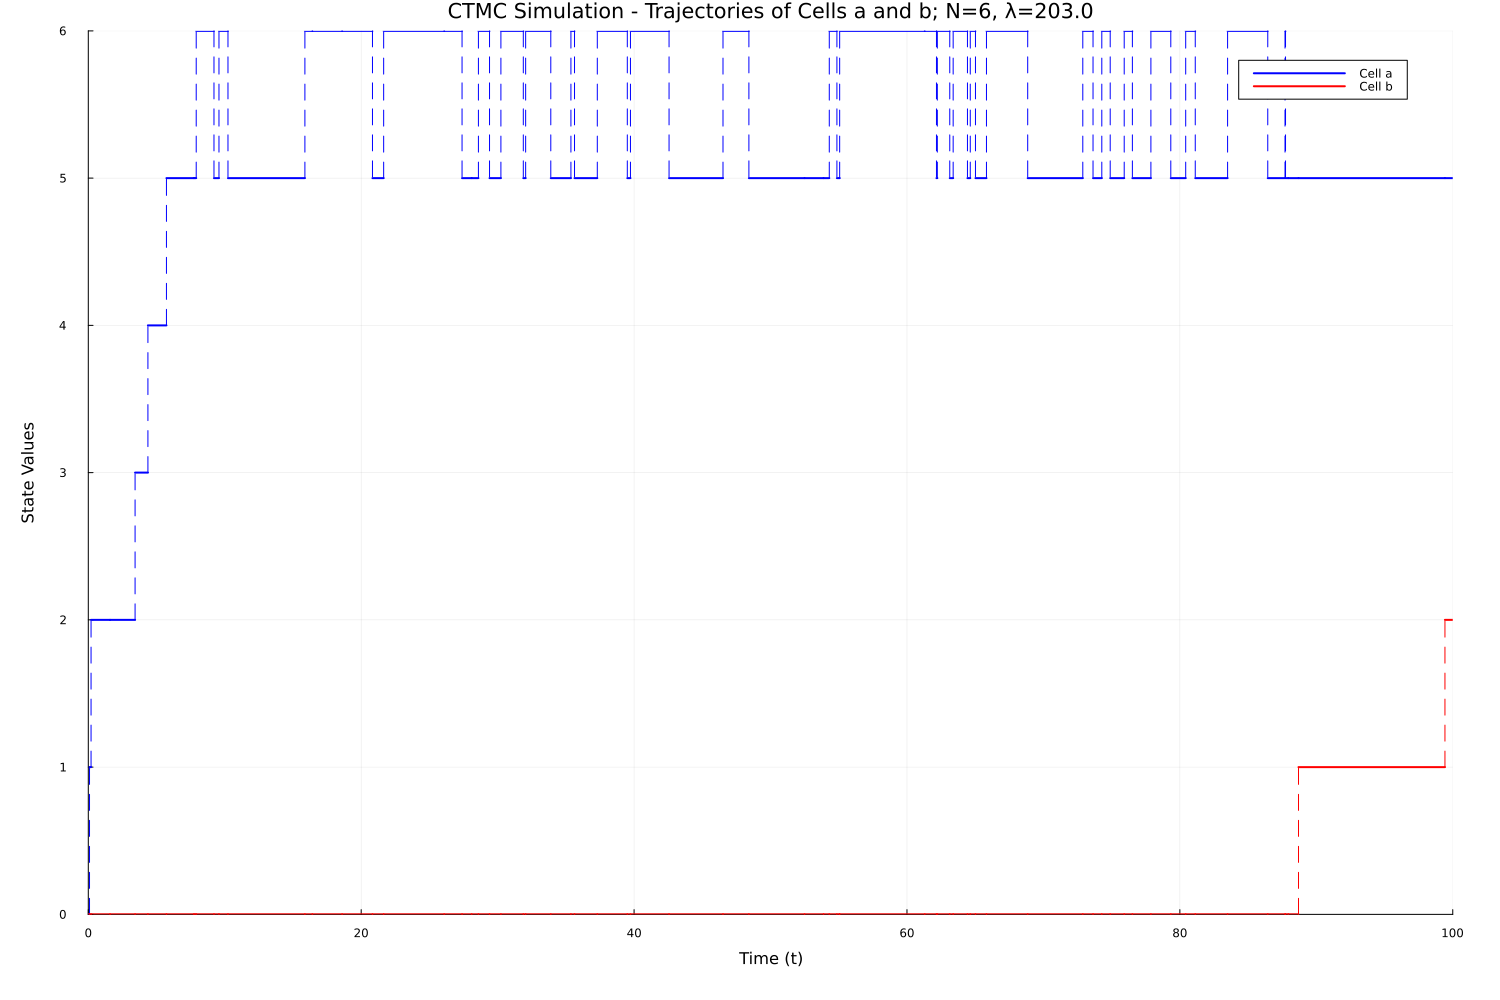 CTMC Simulation - Trajectories of Cells a and b; N=6, λ=203.0
6
Cell a
Cell b
5
4
State Values
3
2
1
0
0 20 40 60 80 100
Time (t)